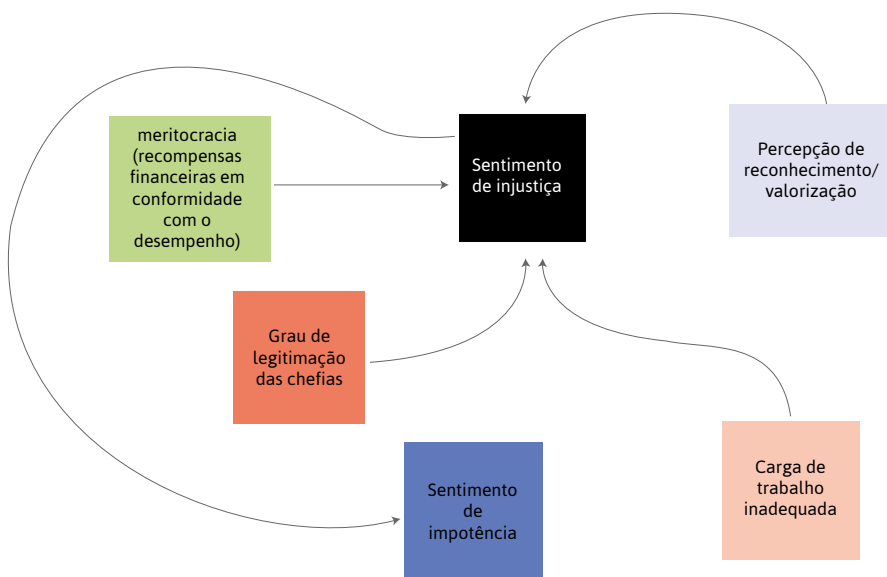 meritocracia
(recompensas
financeiras em
conformidade
com o
desempenho)
Sentimento
de injustiça
Percepção de
reconhecimento/
valorização
Grau de
legitimação
das chefias
Sentimento
de
impotência
Carga de
trabalho
inadequada